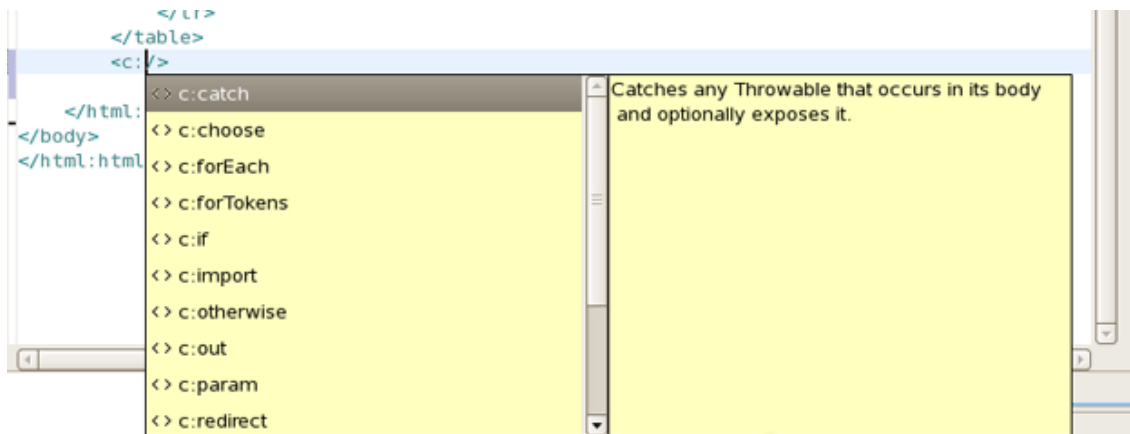 </tr>
</table>
<c:/>
c:catch
c:choose
c:forEach
c:forTokens
c:if
c:import
c:otherwise
c:out
c:param
c:redirect
Catches any Throwable that occurs in its body
and optionally exposes it.
</html:
</body>
</html:html